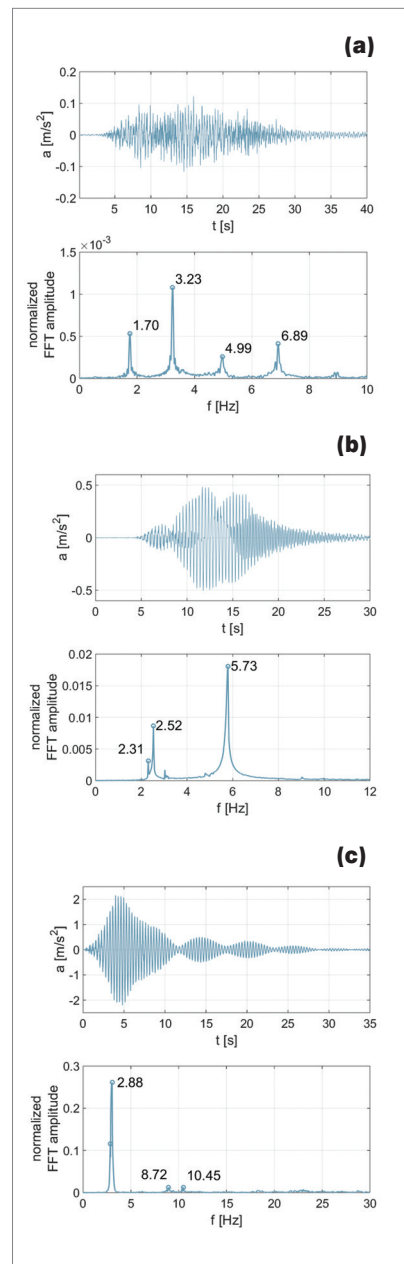 (a)
0.2
0.1
0
-0.1
-0.2
a [m/s²]
5 10 15 20 25 30 35 40
t [s]
×10⁻³
1.5
1
0.5
0
normalized
FFT amplitude
1.70
3.23
4.99
6.89
0 2 4 6 8 10
f [Hz]
(b)
0.5
0
-0.5
a [m/s²]
0 5 10 15 20 25 30
t [s]
0.02
0.015
0.01
0.005
0
normalized
FFT amplitude
2.31
2.52
5.73
0 2 4 6 8 10 12
f [Hz]
(c)
2
1
0
-1
-2
a [m/s²]
0 5 10 15 20 25 30 35
t [s]
0.3
0.2
0.1
0
normalized
FFT amplitude
2.88
8.72
10.45
0 5 10 15 20 25 30
f [Hz]